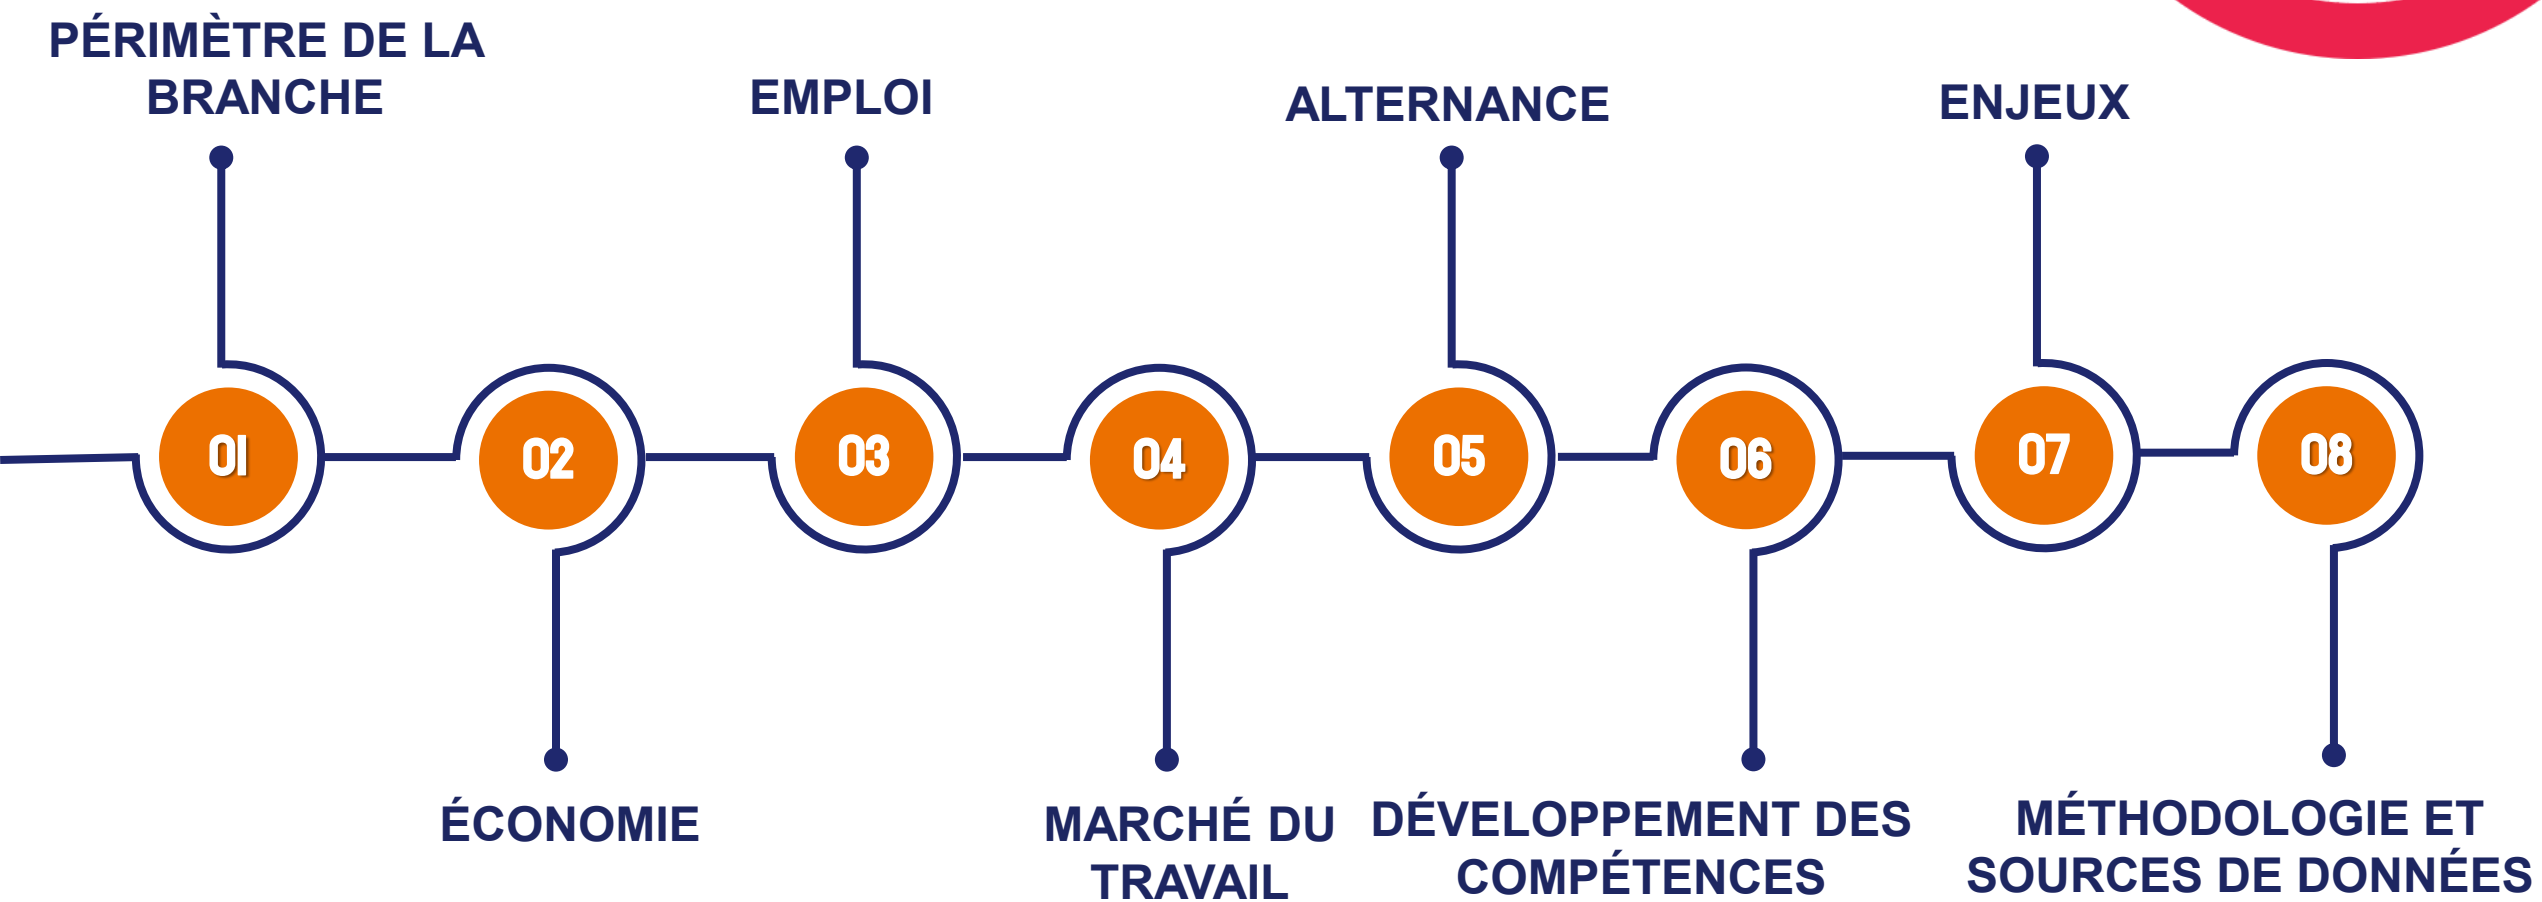 PÉRIMÈTRE DE LA
BRANCHE
EMPLOI
ALTERNANCE
ENJEUX
01
02
03
04
05
06
07
08
ÉCONOMIE
MARCHÉ DU
TRAVAIL
DÉVELOPPEMENT DES
COMPÉTENCES
MÉTHODOLOGIE ET
SOURCES DE DONNÉES